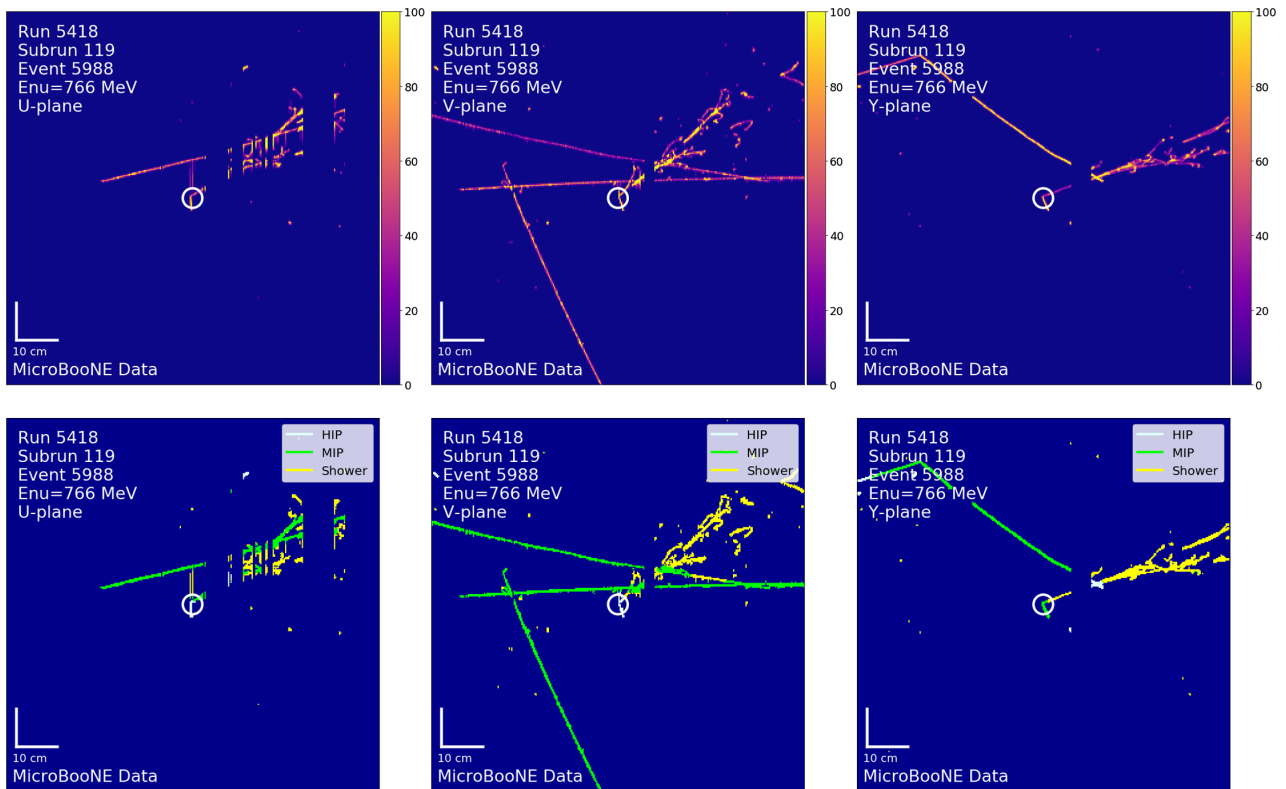 Run 5418
Subrun 119
Event 5988
Enu=766 MeV
U-plane
10 cm
MicroBooNE Data
100
80
60
40
20
0
Run 5418
Subrun 119
Event 5988
Enu=766 MeV
V-plane
10 cm
MicroBooNE Data
100
80
60
40
20
0
Run 5418
Subrun 119
Event 5988
Enu=766 MeV
Y-plane
10 cm
MicroBooNE Data
100
80
60
40
20
0
Run 5418
Subrun 119
Event 5988
Enu=766 MeV
U-plane
HIP
MIP
Shower
10 cm
MicroBooNE Data
Run 5418
Subrun 119
Event 5988
Enu=766 MeV
V-plane
HIP
MIP
Shower
10 cm
MicroBooNE Data
Run 5418
Subrun 119
Event 5988
Enu=766 MeV
Y-plane
HIP
MIP
Shower
10 cm
MicroBooNE Data